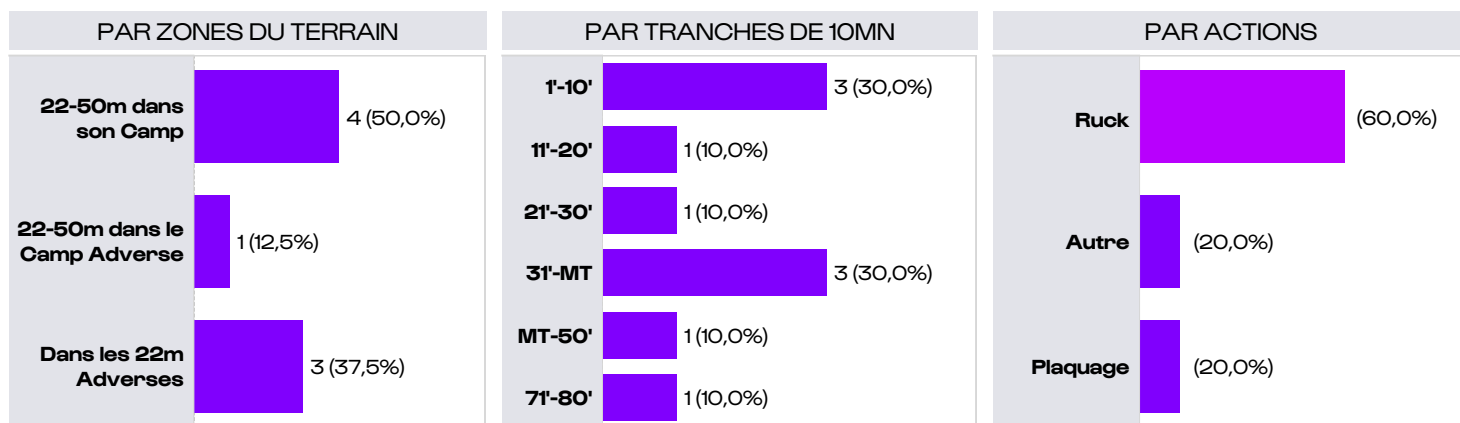 PAR ZONES DU TERRAIN
22-50m dans
son Camp
4 (50,0%)
22-50m dans le
Camp Adverse
1 (12,5%)
Dans les 22m
Adverses
3 (37,5%)
PAR TRANCHES DE 10MN
1'-10'
3 (30,0%)
11'-20'
1 (10,0%)
21'-30'
1 (10,0%)
31'-MT
3 (30,0%)
MT-50'
1 (10,0%)
71'-80'
1 (10,0%)
PAR ACTIONS
Ruck
(60,0%)
Autre
(20,0%)
Plaquage
(20,0%)